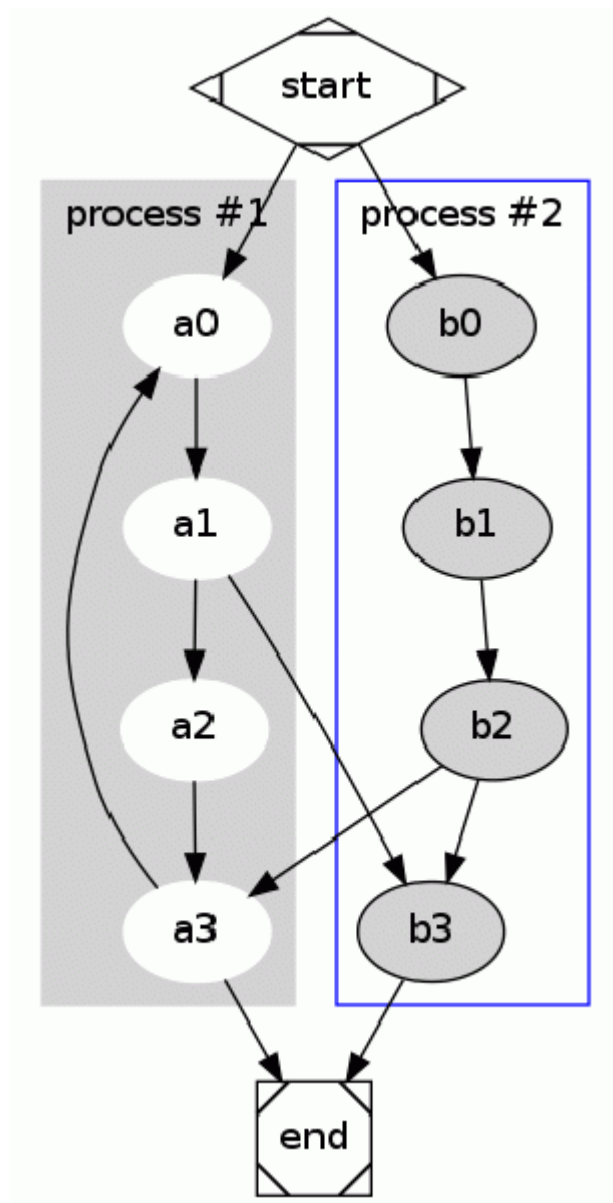 start
process #1
process #2
a0
b0
a1
b1
a2
b2
a3
b3
end